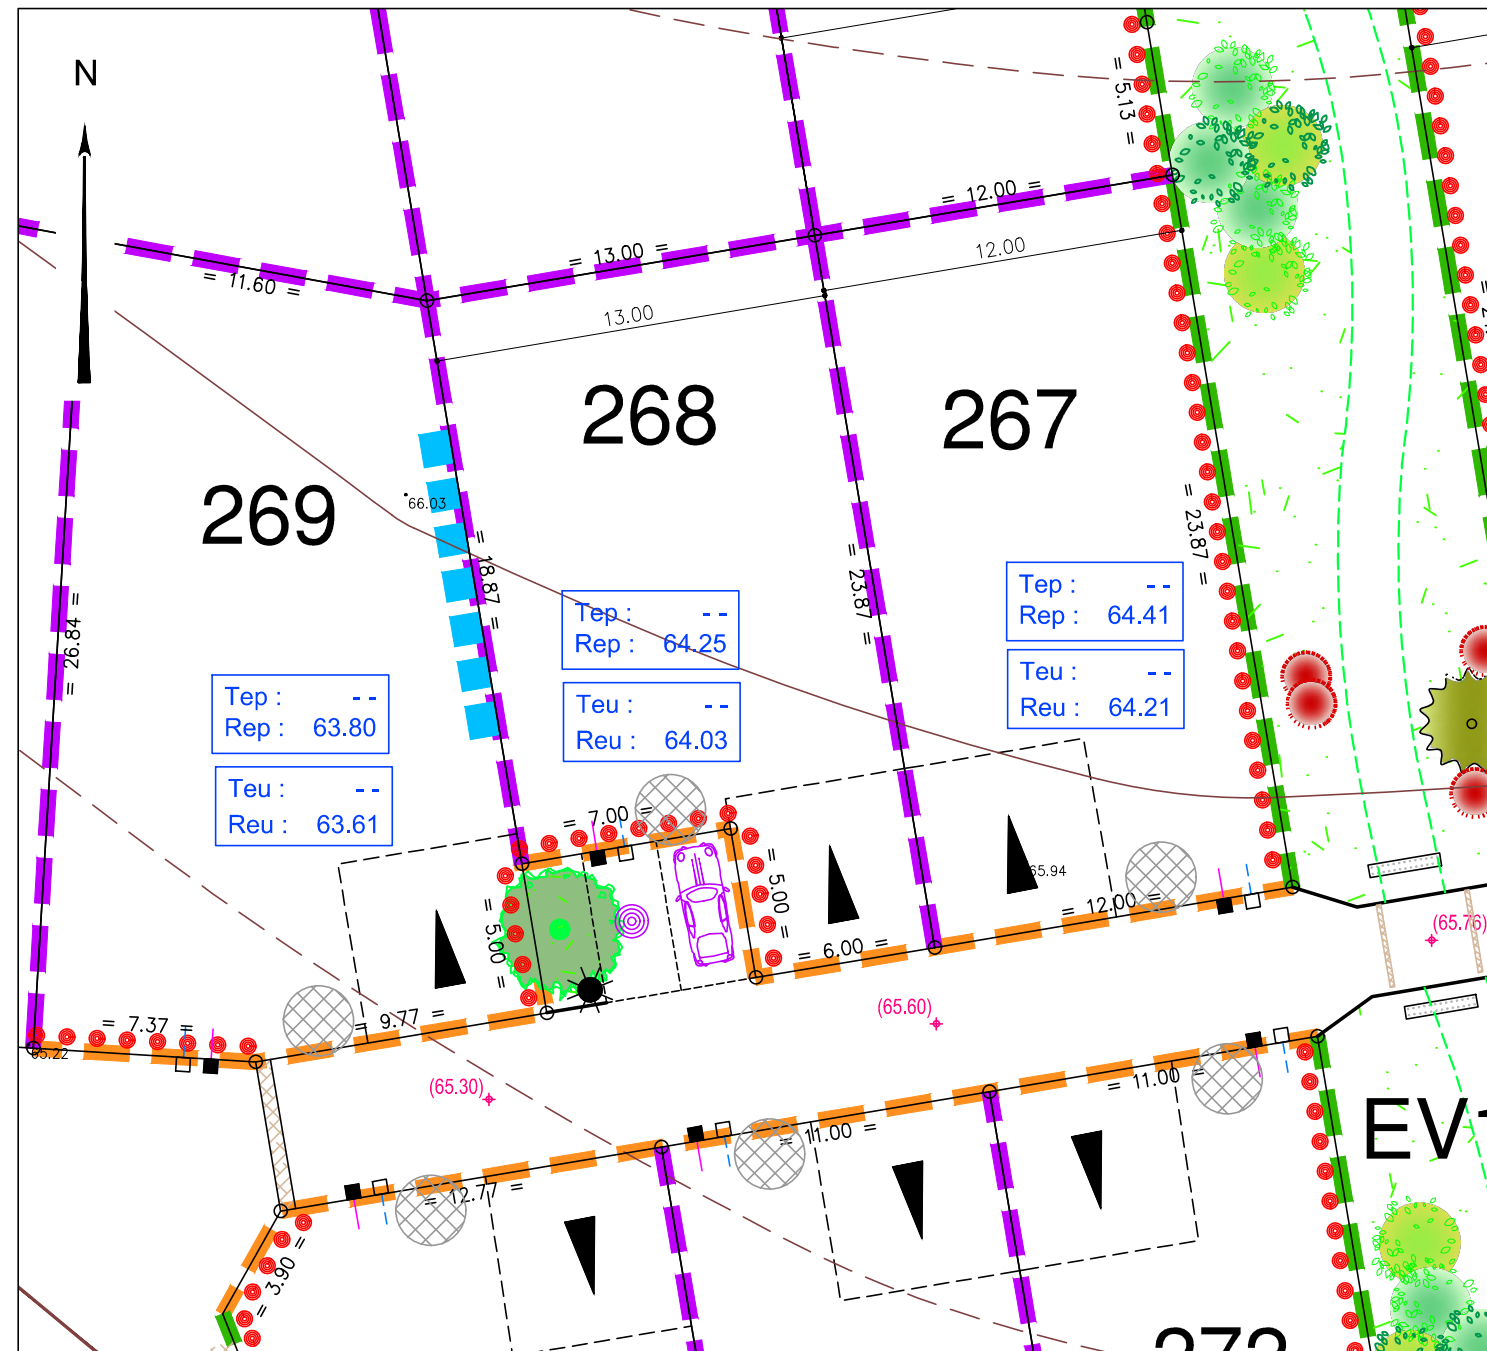 N
= 5.13 =
= 12.00 =
= 13.00 =
12.00
= 11.60 =
13.00
268
267
269
66.03
= 18.87 =
= 23.87 =
= 23.87 =
= 26.84 =
Tep : --
Rep : 64.41
Tep : --
Rep : 64.25
Teu : --
Reu : 64.21
Tep : --
Rep : 63.80
Teu : --
Reu : 64.03
Teu : --
Reu : 63.61
= 7.00 =
= 5.00 =
65.94
= 12.00 =
= 5.00 =
(65.76)
= 6.00 =
(65.60)
= 9.77 =
= 7.37 =
65.22
(65.30)
= 11.00 =
= 11.00 =
EV1
= 12.77 =
= 3.90 =